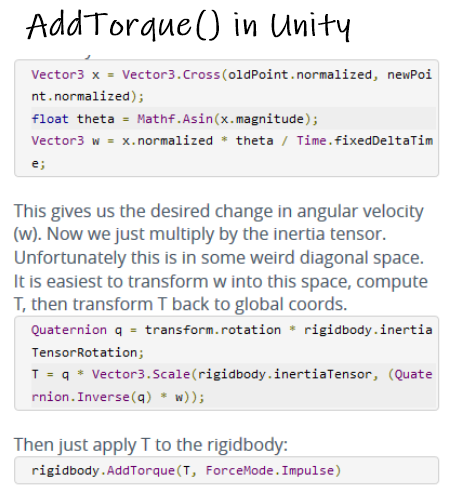 AddTorque() in Unity
Vector3 x = Vector3.Cross(oldPoint.normalized, newPoi
nt.normalized);
float theta = Mathf.Asin(x.magnitude);
Vector3 w = x.normalized * theta / Time.fixedDeltaTim
e;
This gives us the desired change in angular velocity
(w). Now we just multiply by the inertia tensor.
Unfortunately this is in some weird diagonal space.
It is easiest to transform w into this space, compute
T, then transform T back to global coords.
Quaternion q = transform.rotation * rigidbody.inertia
TensorRotation;
T = q * Vector3.Scale(rigidbody.inertiaTensor, (Quate
rnion.Inverse(q) * w));
Then just apply T to the rigidbody:
rigidbody.AddTorque(T, ForceMode.Impulse)